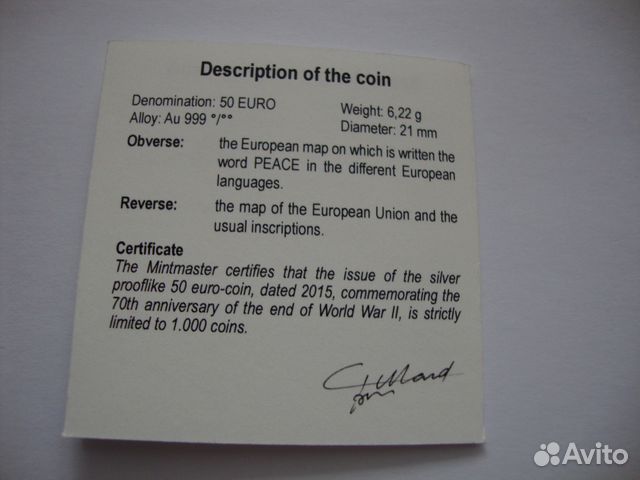 Description of the coin
Denomination: 50 EURO Weight: 6,22 g
Alloy: Au 999 °/°° Diameter: 21 mm
Obverse: the European map on which is written the
word PEACE in the different European
languages.
Reverse: the map of the European Union and the
usual inscriptions.
Certificate
The Mintmaster certifies that the issue of the silver
prooflike 50 euro-coin, dated 2015, commemorating the
70th anniversary of the end of World War II, is strictly
limited to 1.000 coins.
Avito